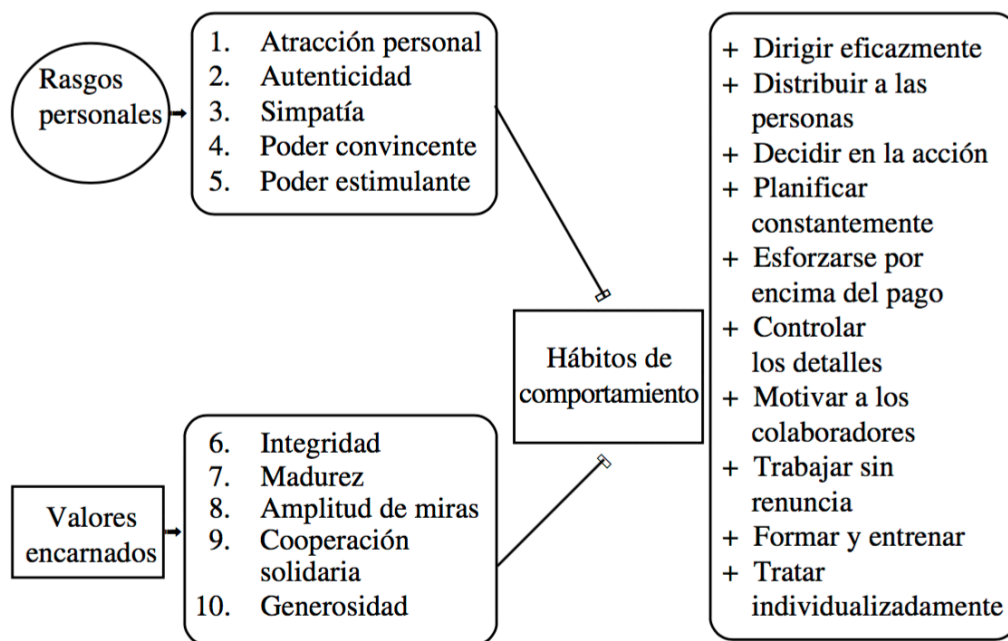 Rasgos
personales
1. Atracción personal
2. Autenticidad
3. Simpatía
4. Poder convincente
5. Poder estimulante
Valores
encarnados
6. Integridad
7. Madurez
8. Amplitud de miras
9. Cooperación
solidaria
10. Generosidad
Hábitos de
comportamiento
+ Dirigir eficazmente
+ Distribuir a las
personas
+ Decidir en la acción
+ Planificar
constantemente
+ Esforzarse por
encima del pago
+ Controlar
los detalles
+ Motivar a los
colaboradores
+ Trabajar sin
renuncia
+ Formar y entrenar
+ Tratar
individualizadamente